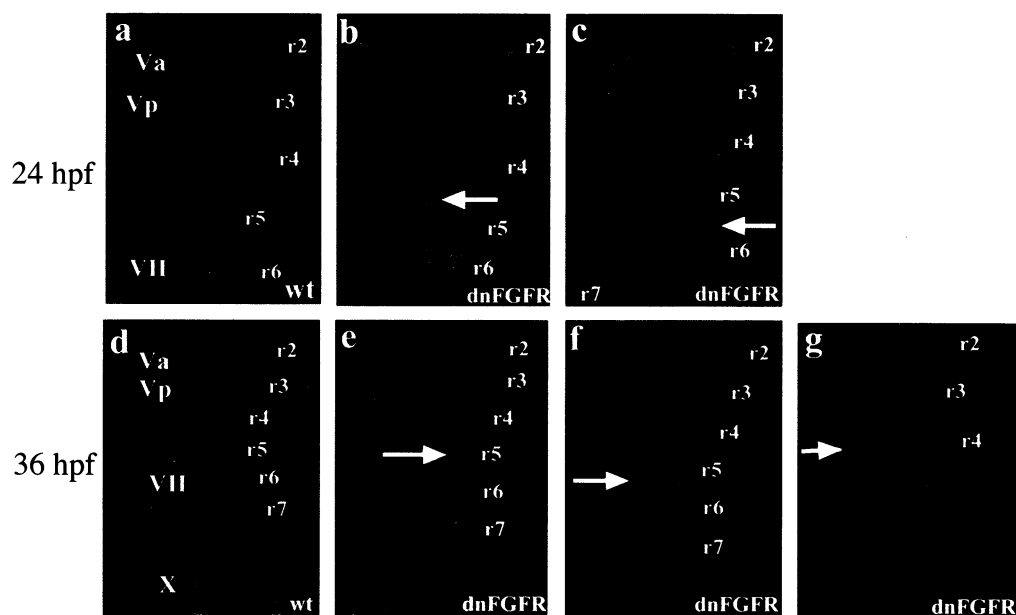 a
r2
Va
Vp
r3
r4
r5
VII
r6
wt
b
r2
r3
r4
r5
r6
dnFGFR
c
r2
r3
r4
r5
r6
r7
dnFGFR
24 hpf
d
r2
Va
Vp
r3
r4
r5
VII
r6
r7
X
wt
e
r2
r3
r4
r5
r6
r7
dnFGFR
f
r2
r3
r4
r5
r6
r7
dnFGFR
g
r2
r3
r4
dnFGFR
36 hpf